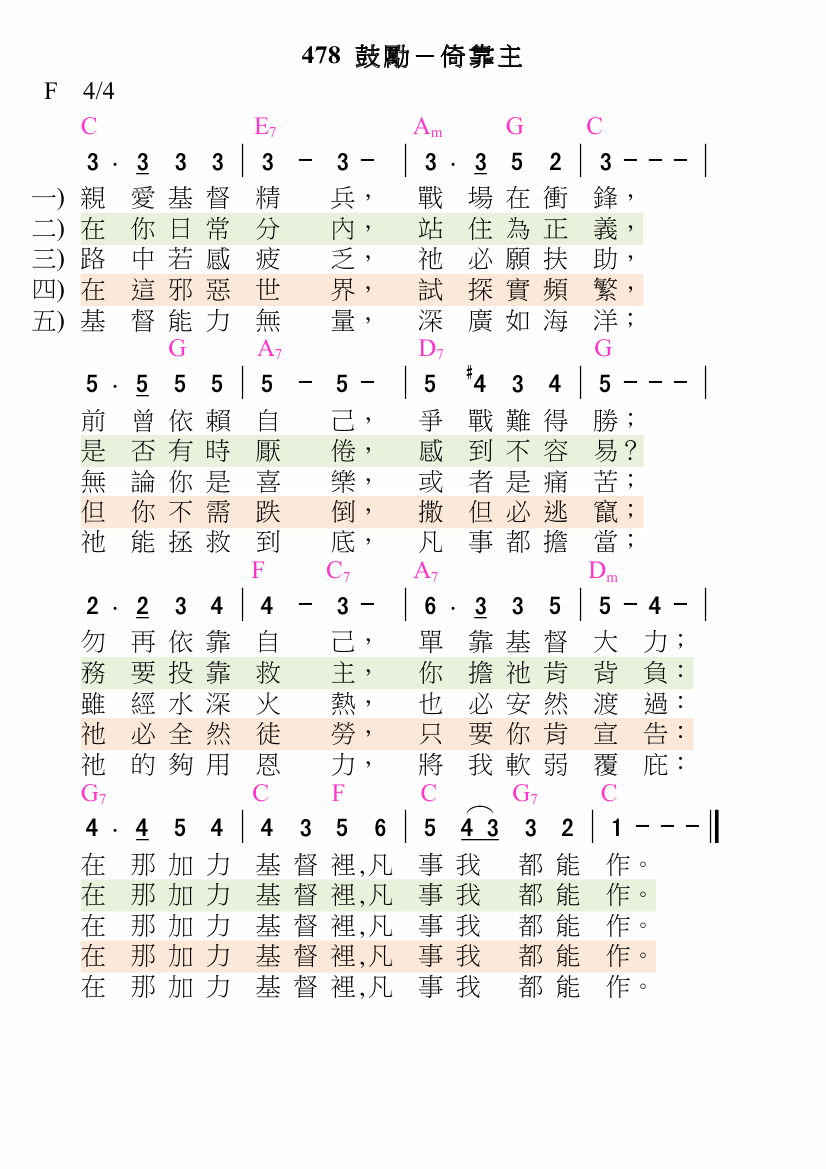 478 鼓勵－倚靠主
F 4/4
C E7 Am G C
3 · 3 3 3 | 3 － 3 － | 3 · 3 5 2 | 3 － － － |
一) 親愛基督精兵，戰場在衝鋒，
二) 在你日常分內，站住為正義，
三) 路中若感疲乏，祂必願扶助，
四) 在這邪惡世界，試探實頻繁，
五) 基督能力無量，深廣如海洋；
G A7 D7 G
5 · 5 5 5 | 5 － 5 － | 5 #4 3 4 | 5 － － － |
前曾依賴自己，爭戰難得勝；
是否有時厭倦，感到不容易？
無論你是喜樂，或者是痛苦；
但你不需跌倒，撒但必逃竄；
祂能拯救到底，凡事都擔當；
F C7 A7 Dm
2 · 2 3 4 | 4 － 3 － | 6 · 3 3 5 | 5 － 4 － |
勿再依靠自己，單靠基督大力；
務要投靠救主，你擔祂肯背負：
雖經水深火熱，也必安然渡過：
祂必全然徒勞，只要你肯宣告：
祂的夠用恩力，將我軟弱覆庇：
G7 C F C G7 C
4 · 4 5 4 | 4 3 5 6 | 5 4 3 3 2 | 1 － － － ‖
在那加力基督裡,凡事我都能作。
在那加力基督裡,凡事我都能作。
在那加力基督裡,凡事我都能作。
在那加力基督裡,凡事我都能作。
在那加力基督裡,凡事我都能作。